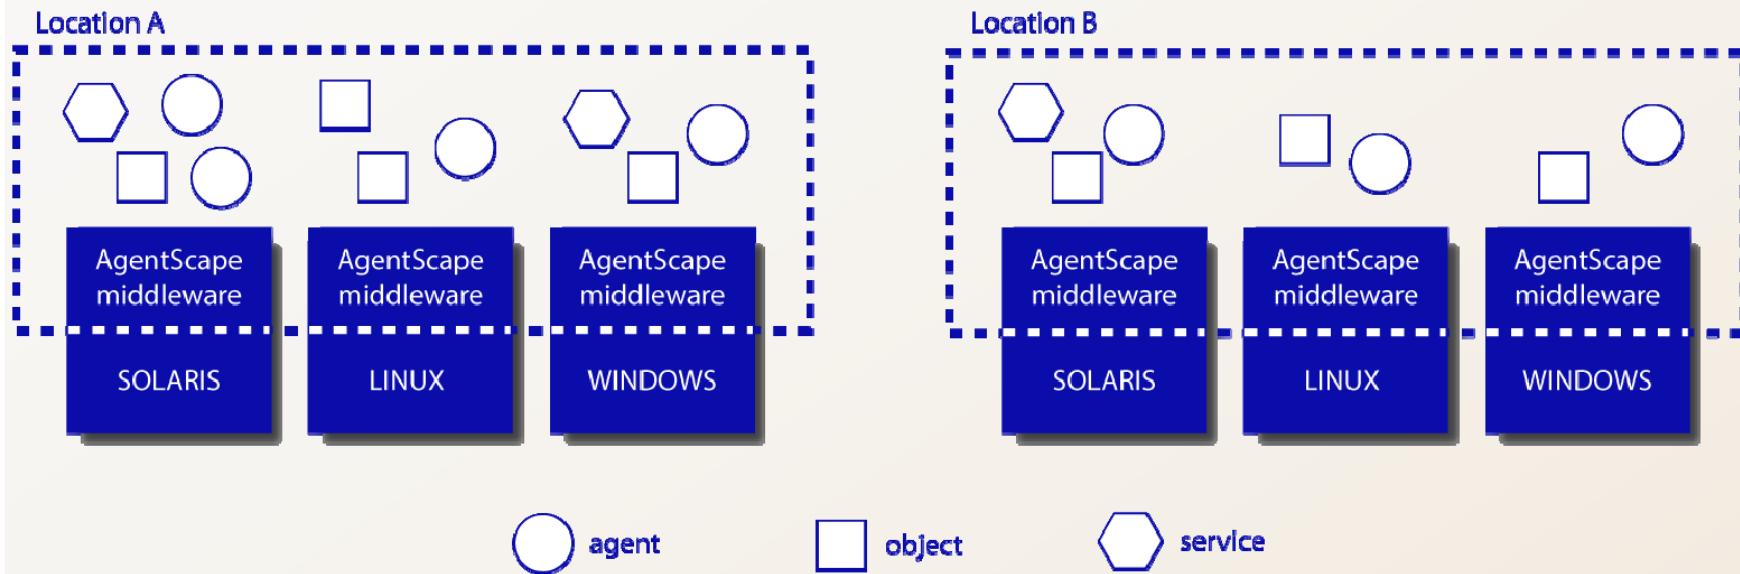 Location A
Location B
AgentScape
middleware
SOLARIS
AgentScape
middleware
LINUX
AgentScape
middleware
WINDOWS
AgentScape
middleware
SOLARIS
AgentScape
middleware
LINUX
AgentScape
middleware
WINDOWS
agent
object
service